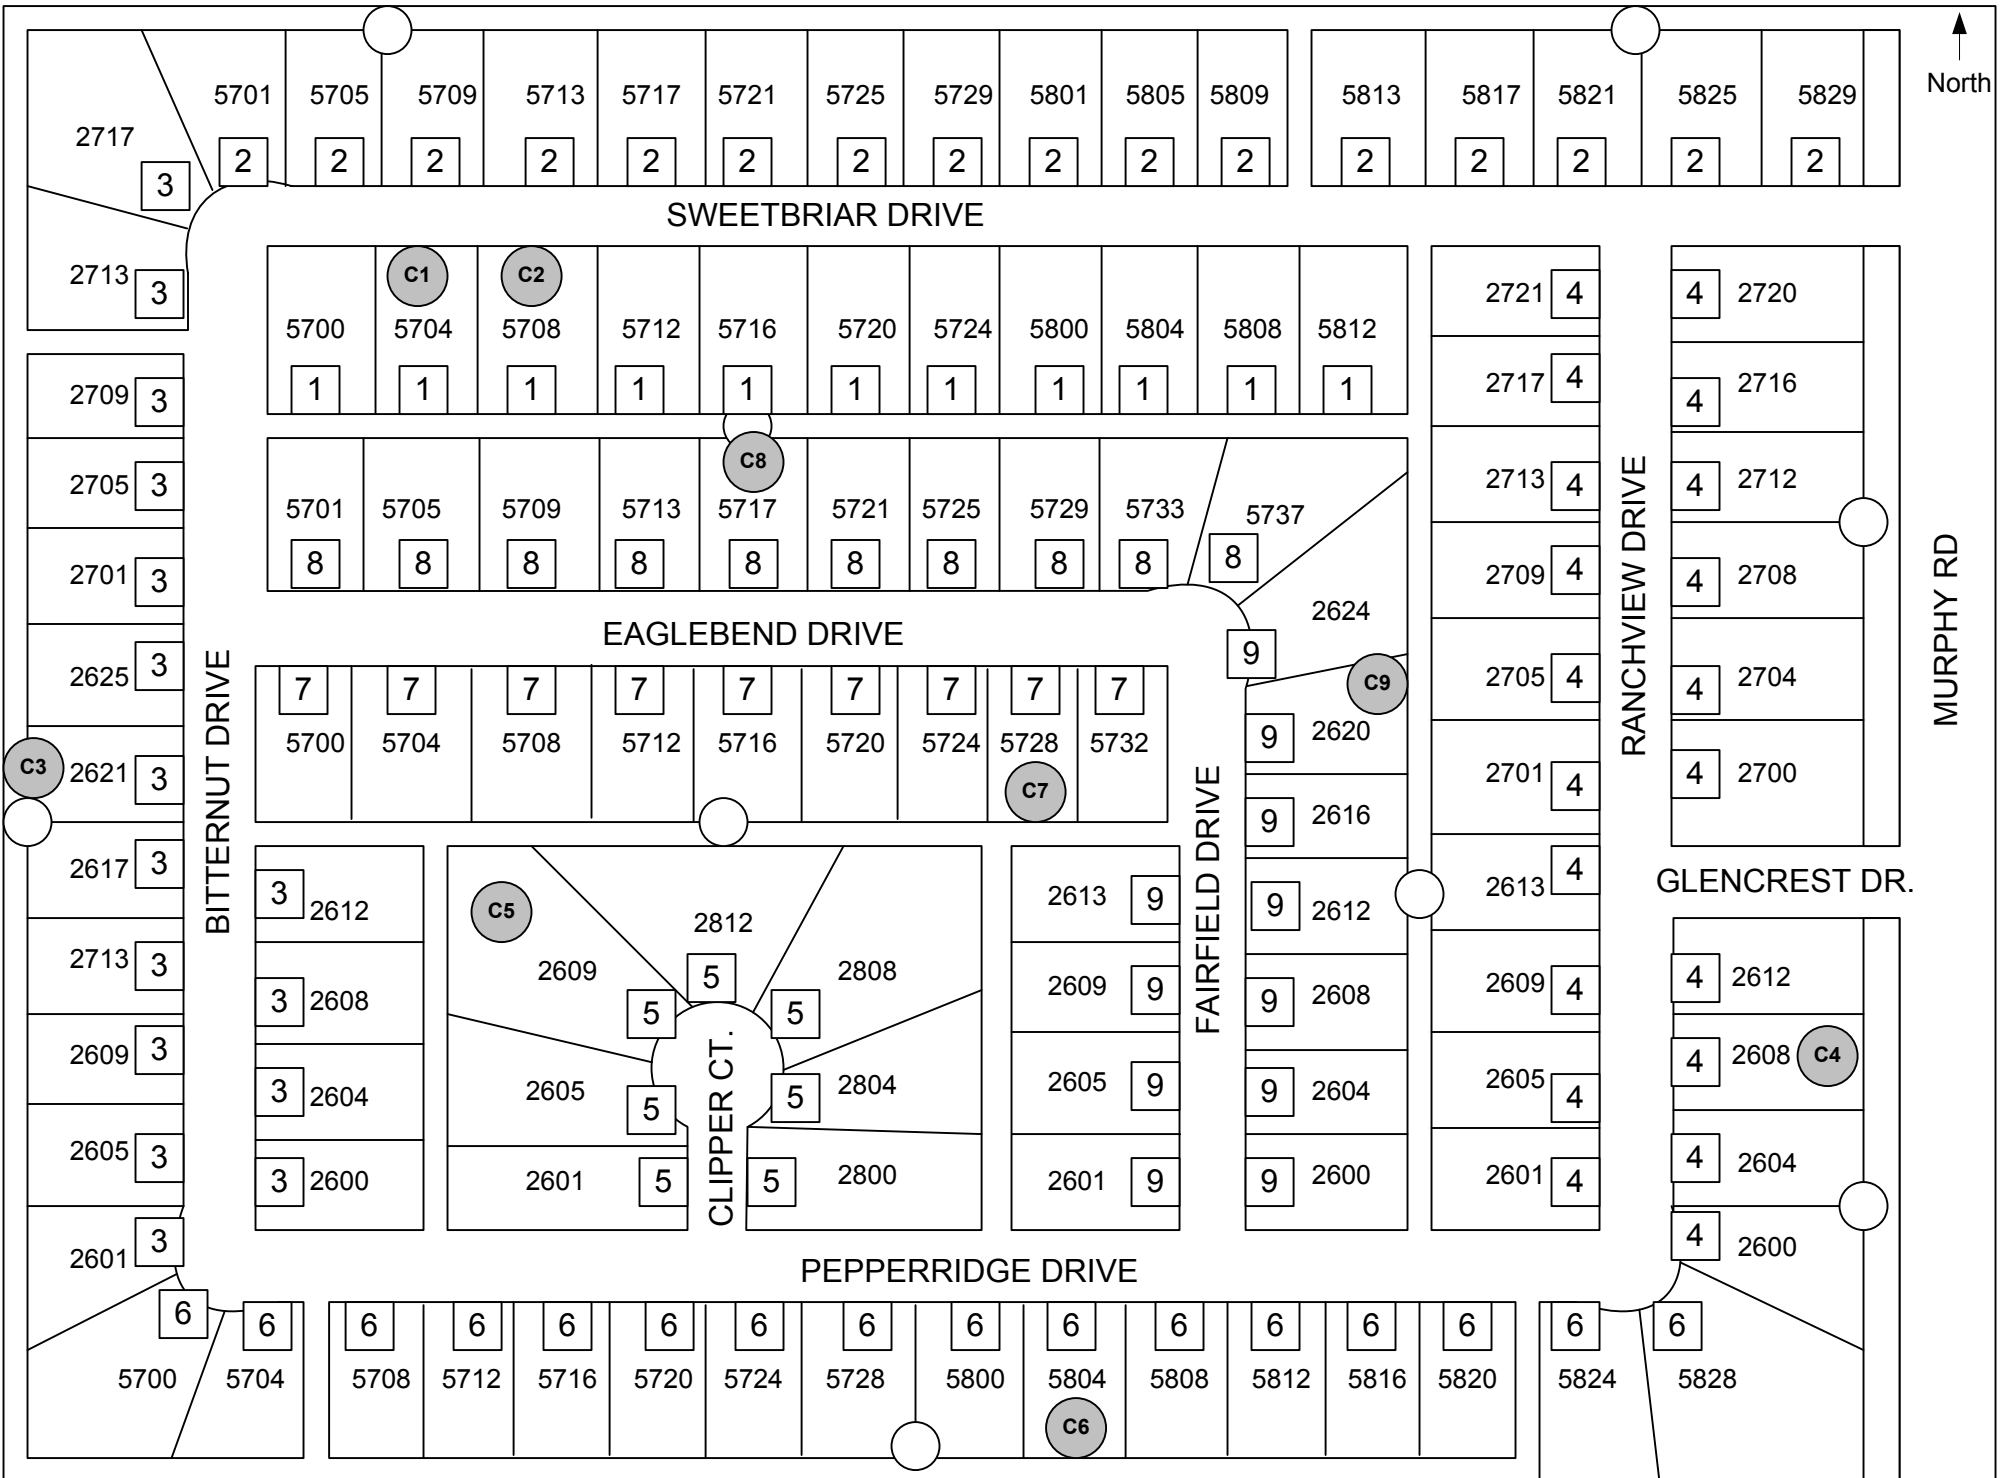 North
5701 5705 5709 5713 5717 5721 5725 5729 5801 5805 5809 5813 5817 5821 5825 5829
2717
2 2 2 2 2 2 2 2 2 2 2 2 2 2 2 2
3
SWEETBRIAR DRIVE
2713 3
C1 C2
5700 5704 5708 5712 5716 5720 5724 5800 5804 5808 5812
1 1 1 1 1 1 1 1 1 1 1
2721 4 4 2720
2717 4 4 2716
2713 4 4 2712
2709 4 4 2708
2705 4 4 2704
2701 4 4 2700
RANCHVIEW DRIVE
MURPHY RD
2709 3
2705 3
2701 3
2625 3
C3 2621 3
2617 3
2713 3
2609 3
2605 3
2601 3
BITTERNUT DRIVE
C8
5701 5705 5709 5713 5717 5721 5725 5729 5733 5737
8 8 8 8 8 8 8 8 8 8
EAGLEBEND DRIVE
2624
9
C9
7 7 7 7 7 7 7 7 7
5700 5704 5708 5712 5716 5720 5724 5728 5732
C7
9 2620
9 2616
9 2612
9 2608
9 2604
9 2600
FAIRFIELD DRIVE
3 2612
3 2608
3 2604
3 2600
C5
2812
2609 5 2808
5 5
2605 5 5 2804
2601 5 5 2800
CLIPPER CT.
2613 9
2609 9
2605 9
2601 9
2613 4
2609 4
2605 4
2601 4
GLENCREST DR.
4 2612
4 2608 C4
4 2604
4 2600
PEPPERRIDGE DRIVE
6 6 6 6 6 6 6 6 6 6 6 6 6 6 6 6
5700 5704 5708 5712 5716 5720 5724 5728 5800 5804 5808 5812 5816 5820 5824 5828
C6